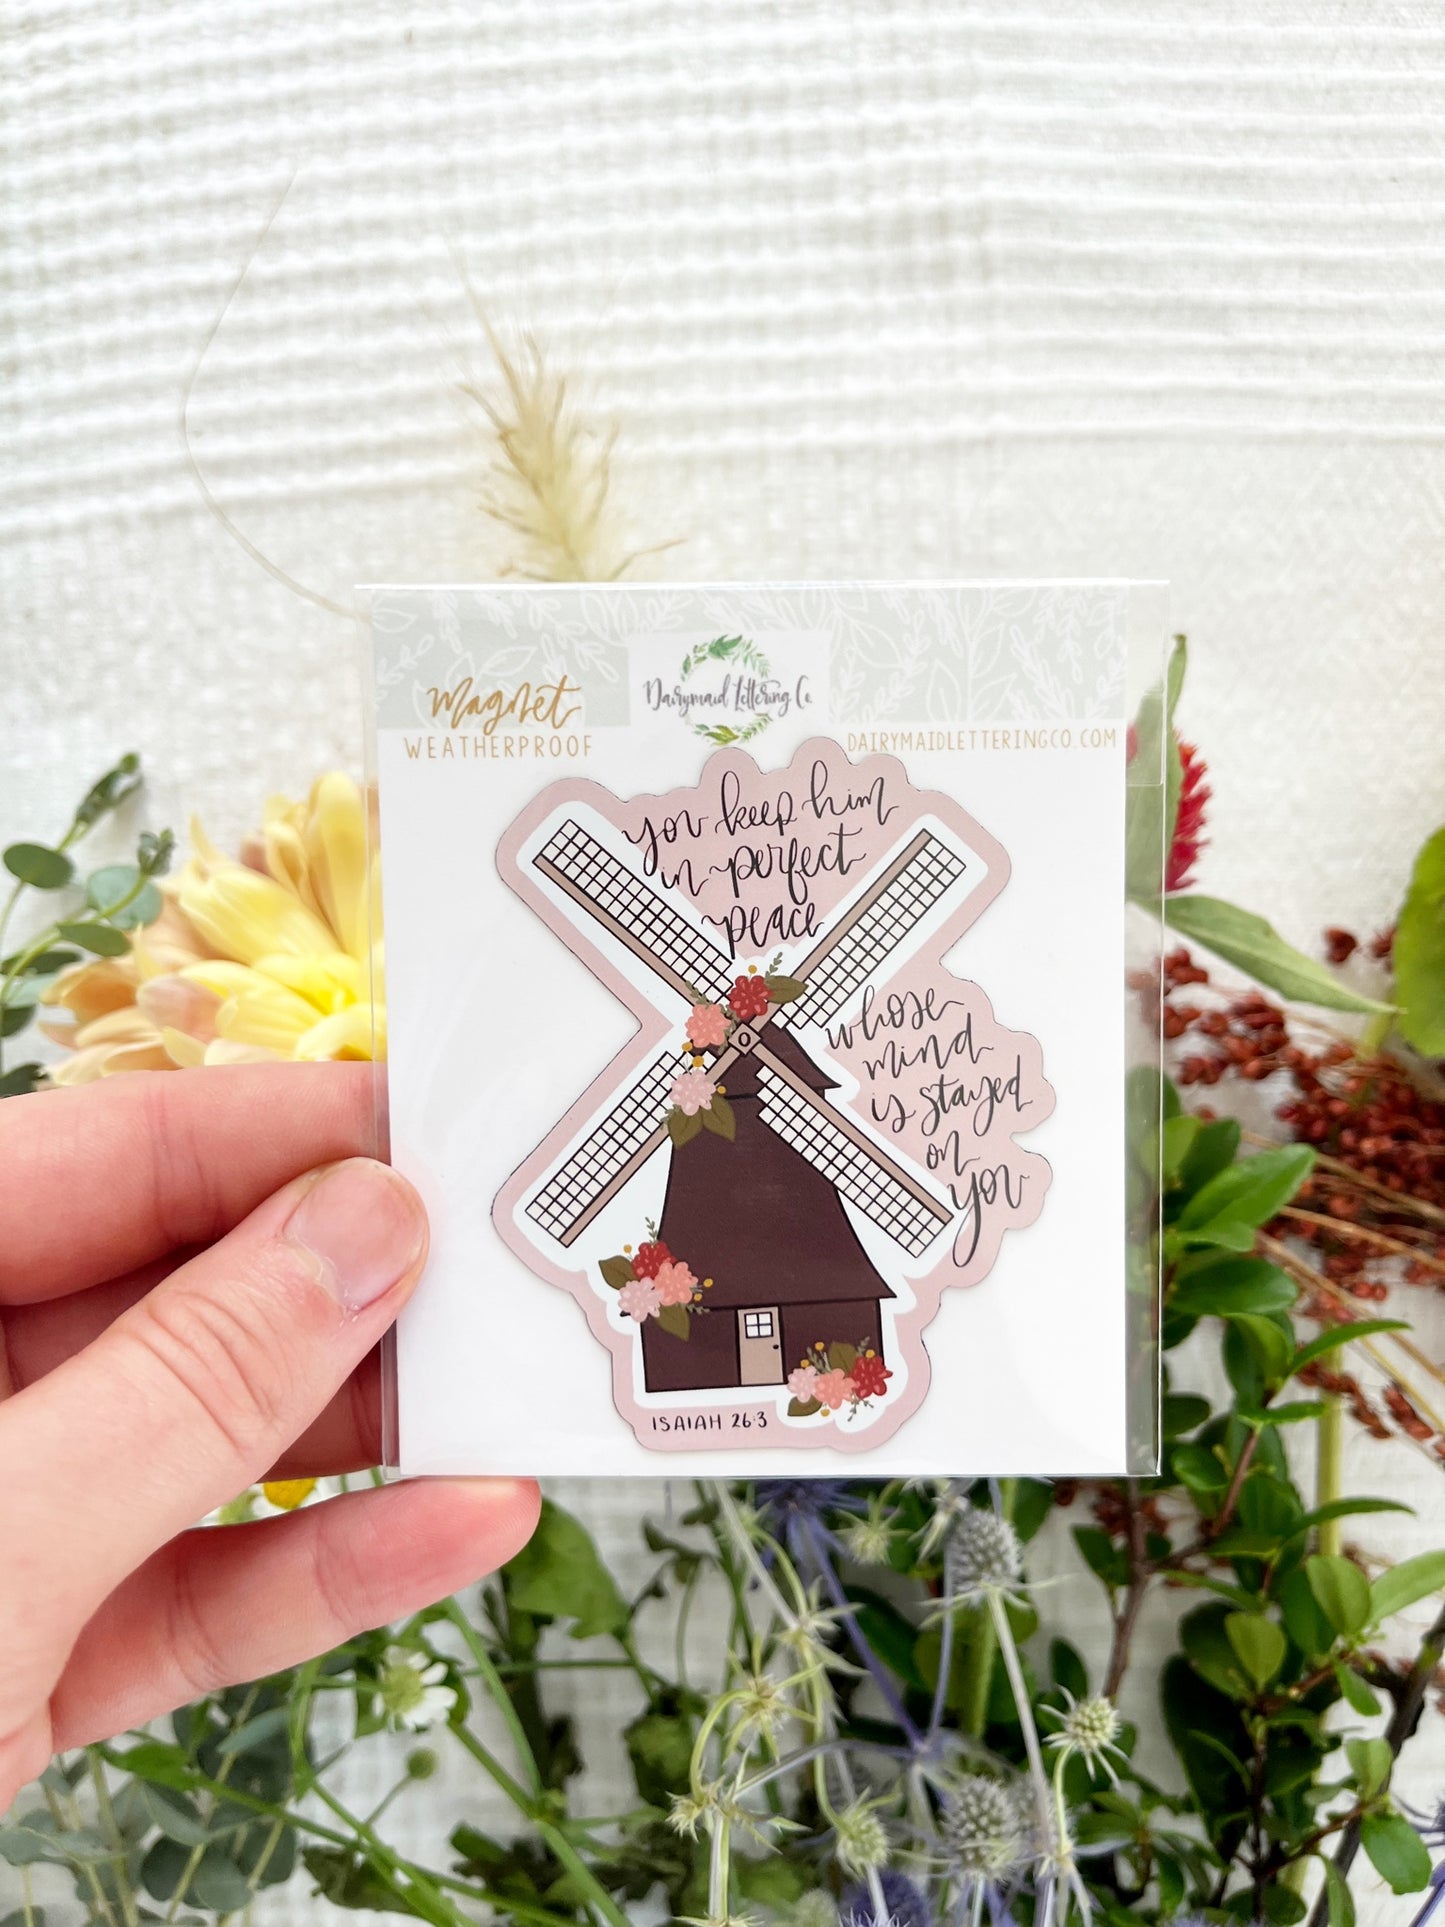 Magnet
WEATHERPROOF
Dairymaid Lettering Co.
DAIRYMAIDLETTERINGCO.COM
you keep him
in perfect
peace
whose
mind
is stayed
on
you
ISAIAH 26:3